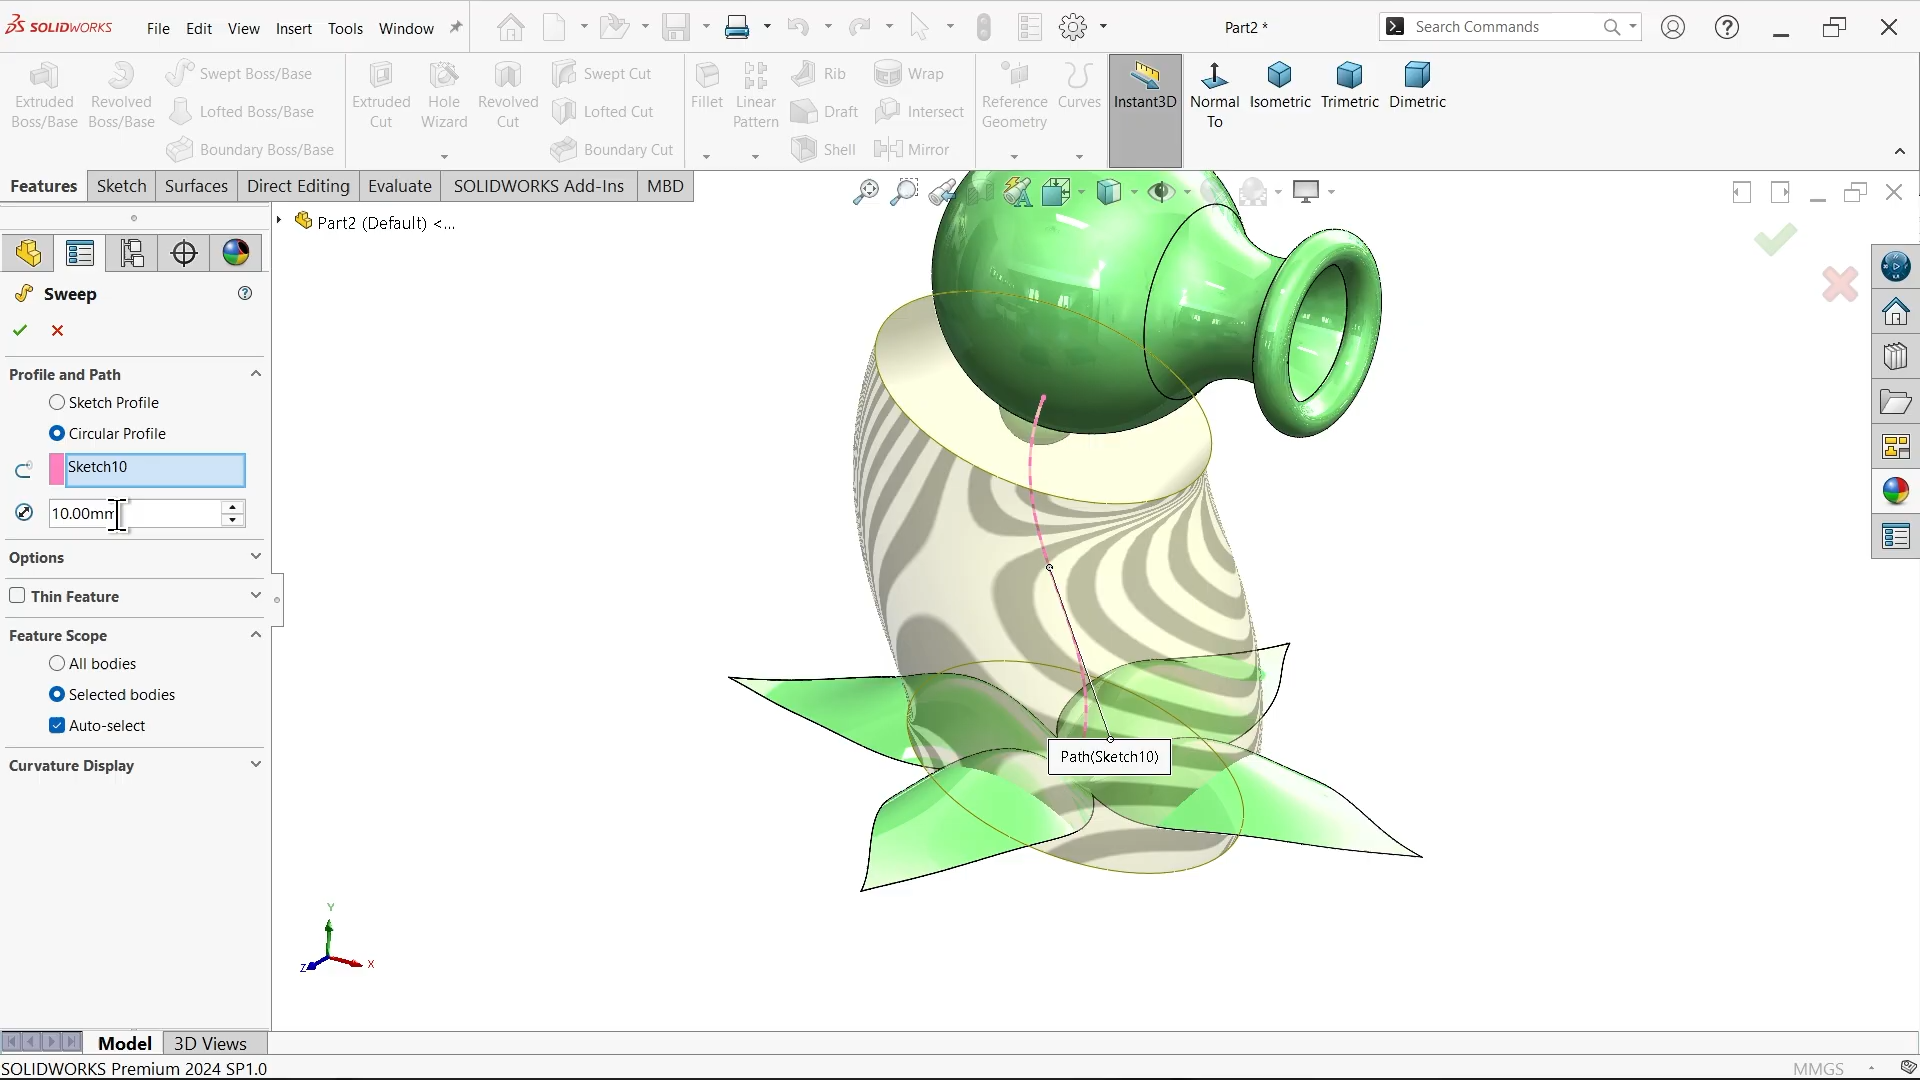 SOLIDWORKS File Edit View Insert Tools Window Part2 * Search Commands
Extruded Boss/Base
Revolved Boss/Base
Swept Boss/Base
Lofted Boss/Base
Boundary Boss/Base
Extruded Cut
Hole Wizard
Revolved Cut
Swept Cut
Lofted Cut
Boundary Cut
Fillet
Linear Pattern
Rib
Draft
Shell
Wrap
Intersect
Mirror
Reference Geometry
Curves
Instant3D
Normal To
Isometric
Trimetric
Dimetric
Features Sketch Surfaces Direct Editing Evaluate SOLIDWORKS Add-Ins MBD
Part2 (Default) <...
Sweep
Profile and Path
Sketch Profile
Circular Profile
Sketch10
10.00mm
Options
Thin Feature
Feature Scope
All bodies
Selected bodies
Auto-select
Curvature Display
Path(Sketch10)
Y
Z
X
Model 3D Views
SOLIDWORKS Premium 2024 SP1.0 MMGS